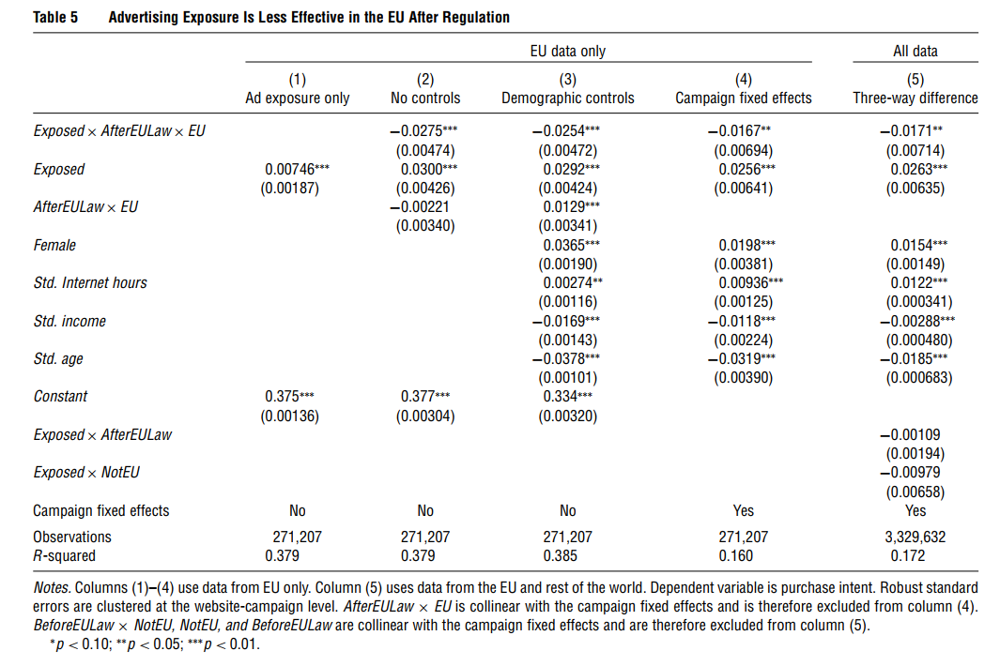 Table 5 Advertising Exposure Is Less Effective in the EU After Regulation
EU data only All data
(1) (2) (3) (4) (5)
Ad exposure only No controls Demographic controls Campaign fixed effects Three-way difference
Exposed × AfterEULaw × EU −0.0275*** −0.0254*** −0.0167** −0.0171**
(0.00474) (0.00472) (0.00694) (0.00714)
Exposed 0.00746*** 0.0300*** 0.0292*** 0.0256*** 0.0263***
(0.00187) (0.00426) (0.00424) (0.00641) (0.00635)
AfterEULaw × EU −0.00221 0.0129***
(0.00340) (0.00341)
Female 0.0365*** 0.0198*** 0.0154***
(0.00190) (0.00381) (0.00149)
Std. Internet hours 0.00274** 0.00936*** 0.0122***
(0.00116) (0.00125) (0.000341)
Std. income −0.0169*** −0.0118*** −0.00288***
(0.00143) (0.00224) (0.000480)
Std. age −0.0378*** −0.0319*** −0.0185***
(0.00101) (0.00390) (0.000683)
Constant 0.375*** 0.377*** 0.334***
(0.00136) (0.00304) (0.00320)
Exposed × AfterEULaw −0.00109
(0.00194)
Exposed × NotEU −0.00979
(0.00658)
Campaign fixed effects No No No Yes Yes
Observations 271,207 271,207 271,207 271,207 3,329,632
R-squared 0.379 0.379 0.385 0.160 0.172
Notes. Columns (1)–(4) use data from EU only. Column (5) uses data from the EU and rest of the world. Dependent variable is purchase intent. Robust standard
errors are clustered at the website-campaign level. AfterEULaw × EU is collinear with the campaign fixed effects and is therefore excluded from column (4).
BeforeEULaw × NotEU, NotEU, and BeforeEULaw are collinear with the campaign fixed effects and are therefore excluded from column (5).
*p < 0.10; **p < 0.05; ***p < 0.01.